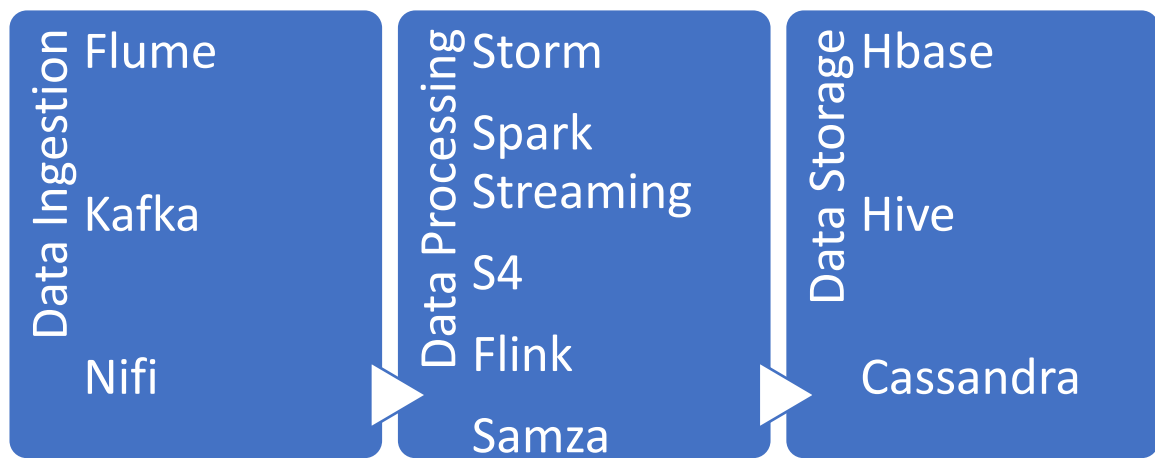 Data Ingestion
Flume
Kafka
Nifi
Data Processing
Storm
Spark
Streaming
S4
Flink
Samza
Data Storage
Hbase
Hive
Cassandra